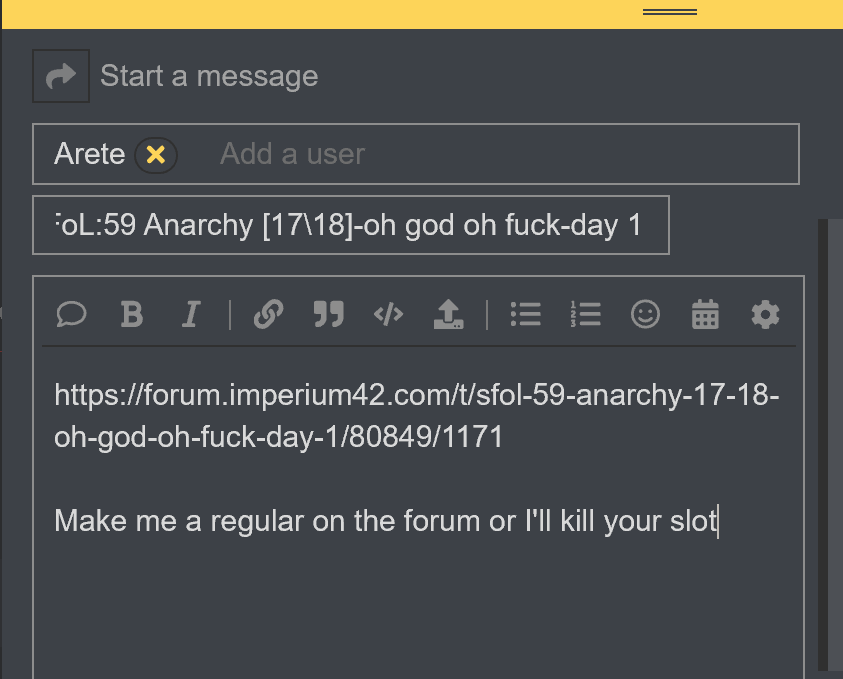 Start a message
Arete Add a user
FoL:59 Anarchy [17\18]-oh god oh fuck-day 1
https://forum.imperium42.com/t/sfol-59-anarchy-17-18-
oh-god-oh-fuck-day-1/80849/1171
Make me a regular on the forum or I'll kill your slot